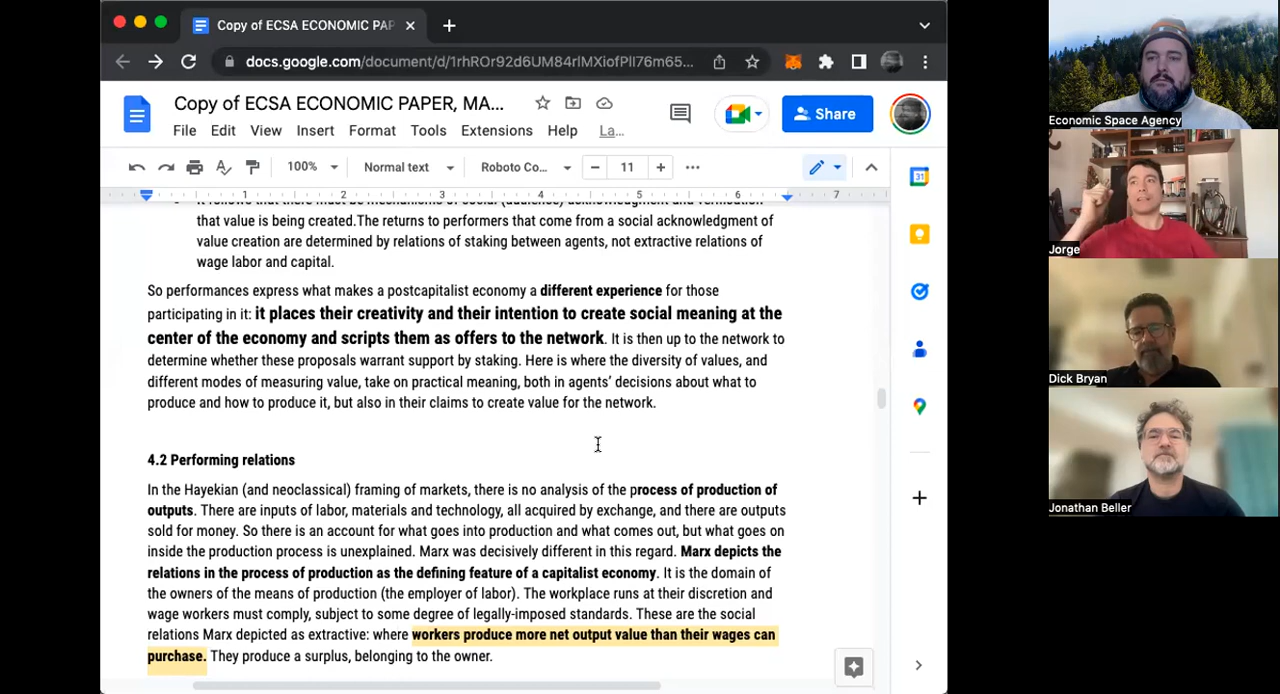 Copy of ECSA ECONOMIC PAP
docs.google.com/document/d/1rhROr92d6UM84rlMXiofPll76m65...
Copy of ECSA ECONOMIC PAPER, MA...
File Edit View Insert Format Data Tools Extensions Help La...
Share
100% Normal text Roboto Co... 11
1 2 3 4 5 6 7
31
that value is being created.The returns to performers that come from a social acknowledgment of
value creation are determined by relations of staking between agents, not extractive relations of
wage labor and capital.
So performances express what makes a postcapitalist economy a different experience for those
participating in it: it places their creativity and their intention to create social meaning at the
center of the economy and scripts them as offers to the network. It is then up to the network to
determine whether these proposals warrant support by staking. Here is where the diversity of values, and
different modes of measuring value, take on practical meaning, both in agents' decisions about what to
produce and how to produce it, but also in their claims to create value for the network.
4.2 Performing relations
In the Hayekian (and neoclassical) framing of markets, there is no analysis of the process of production of
outputs. There are inputs of labor, materials and technology, all acquired by exchange, and there are outputs
sold for money. So there is an account for what goes into production and what comes out, but what goes on
inside the production process is unexplained. Marx was decisively different in this regard. Marx depicts the
relations in the process of production as the defining feature of a capitalist economy. It is the domain of
the owners of the means of production (the employer of labor). The workplace runs at their discretion and
wage workers must comply, subject to some degree of legally-imposed standards. These are the social
relations Marx depicted as extractive: where workers produce more net output value than their wages can
purchase. They produce a surplus, belonging to the owner.
Economic Space Agency
Jorge
Dick Bryan
Jonathan Beller